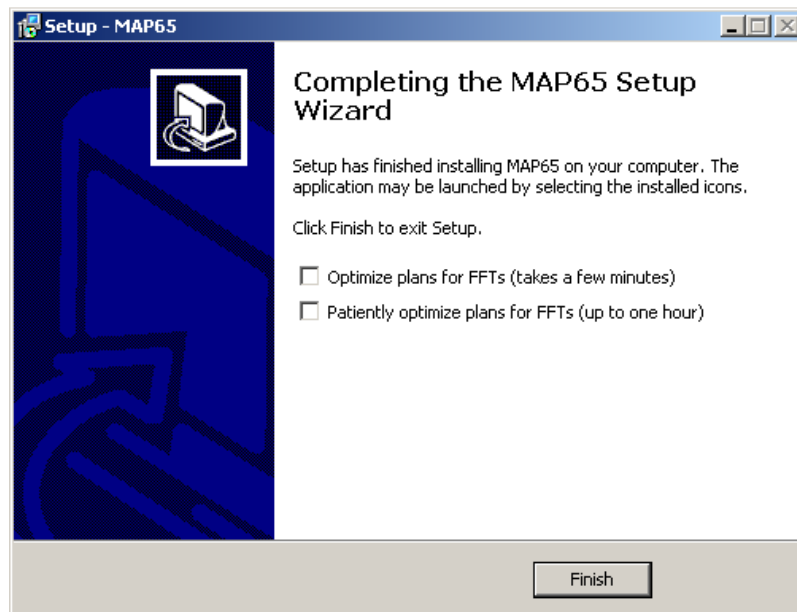 Setup - MAP65
Completing the MAP65 Setup
Wizard
Setup has finished installing MAP65 on your computer. The
application may be launched by selecting the installed icons.
Click Finish to exit Setup.
Optimize plans for FFTs (takes a few minutes)
Patiently optimize plans for FFTs (up to one hour)
Finish